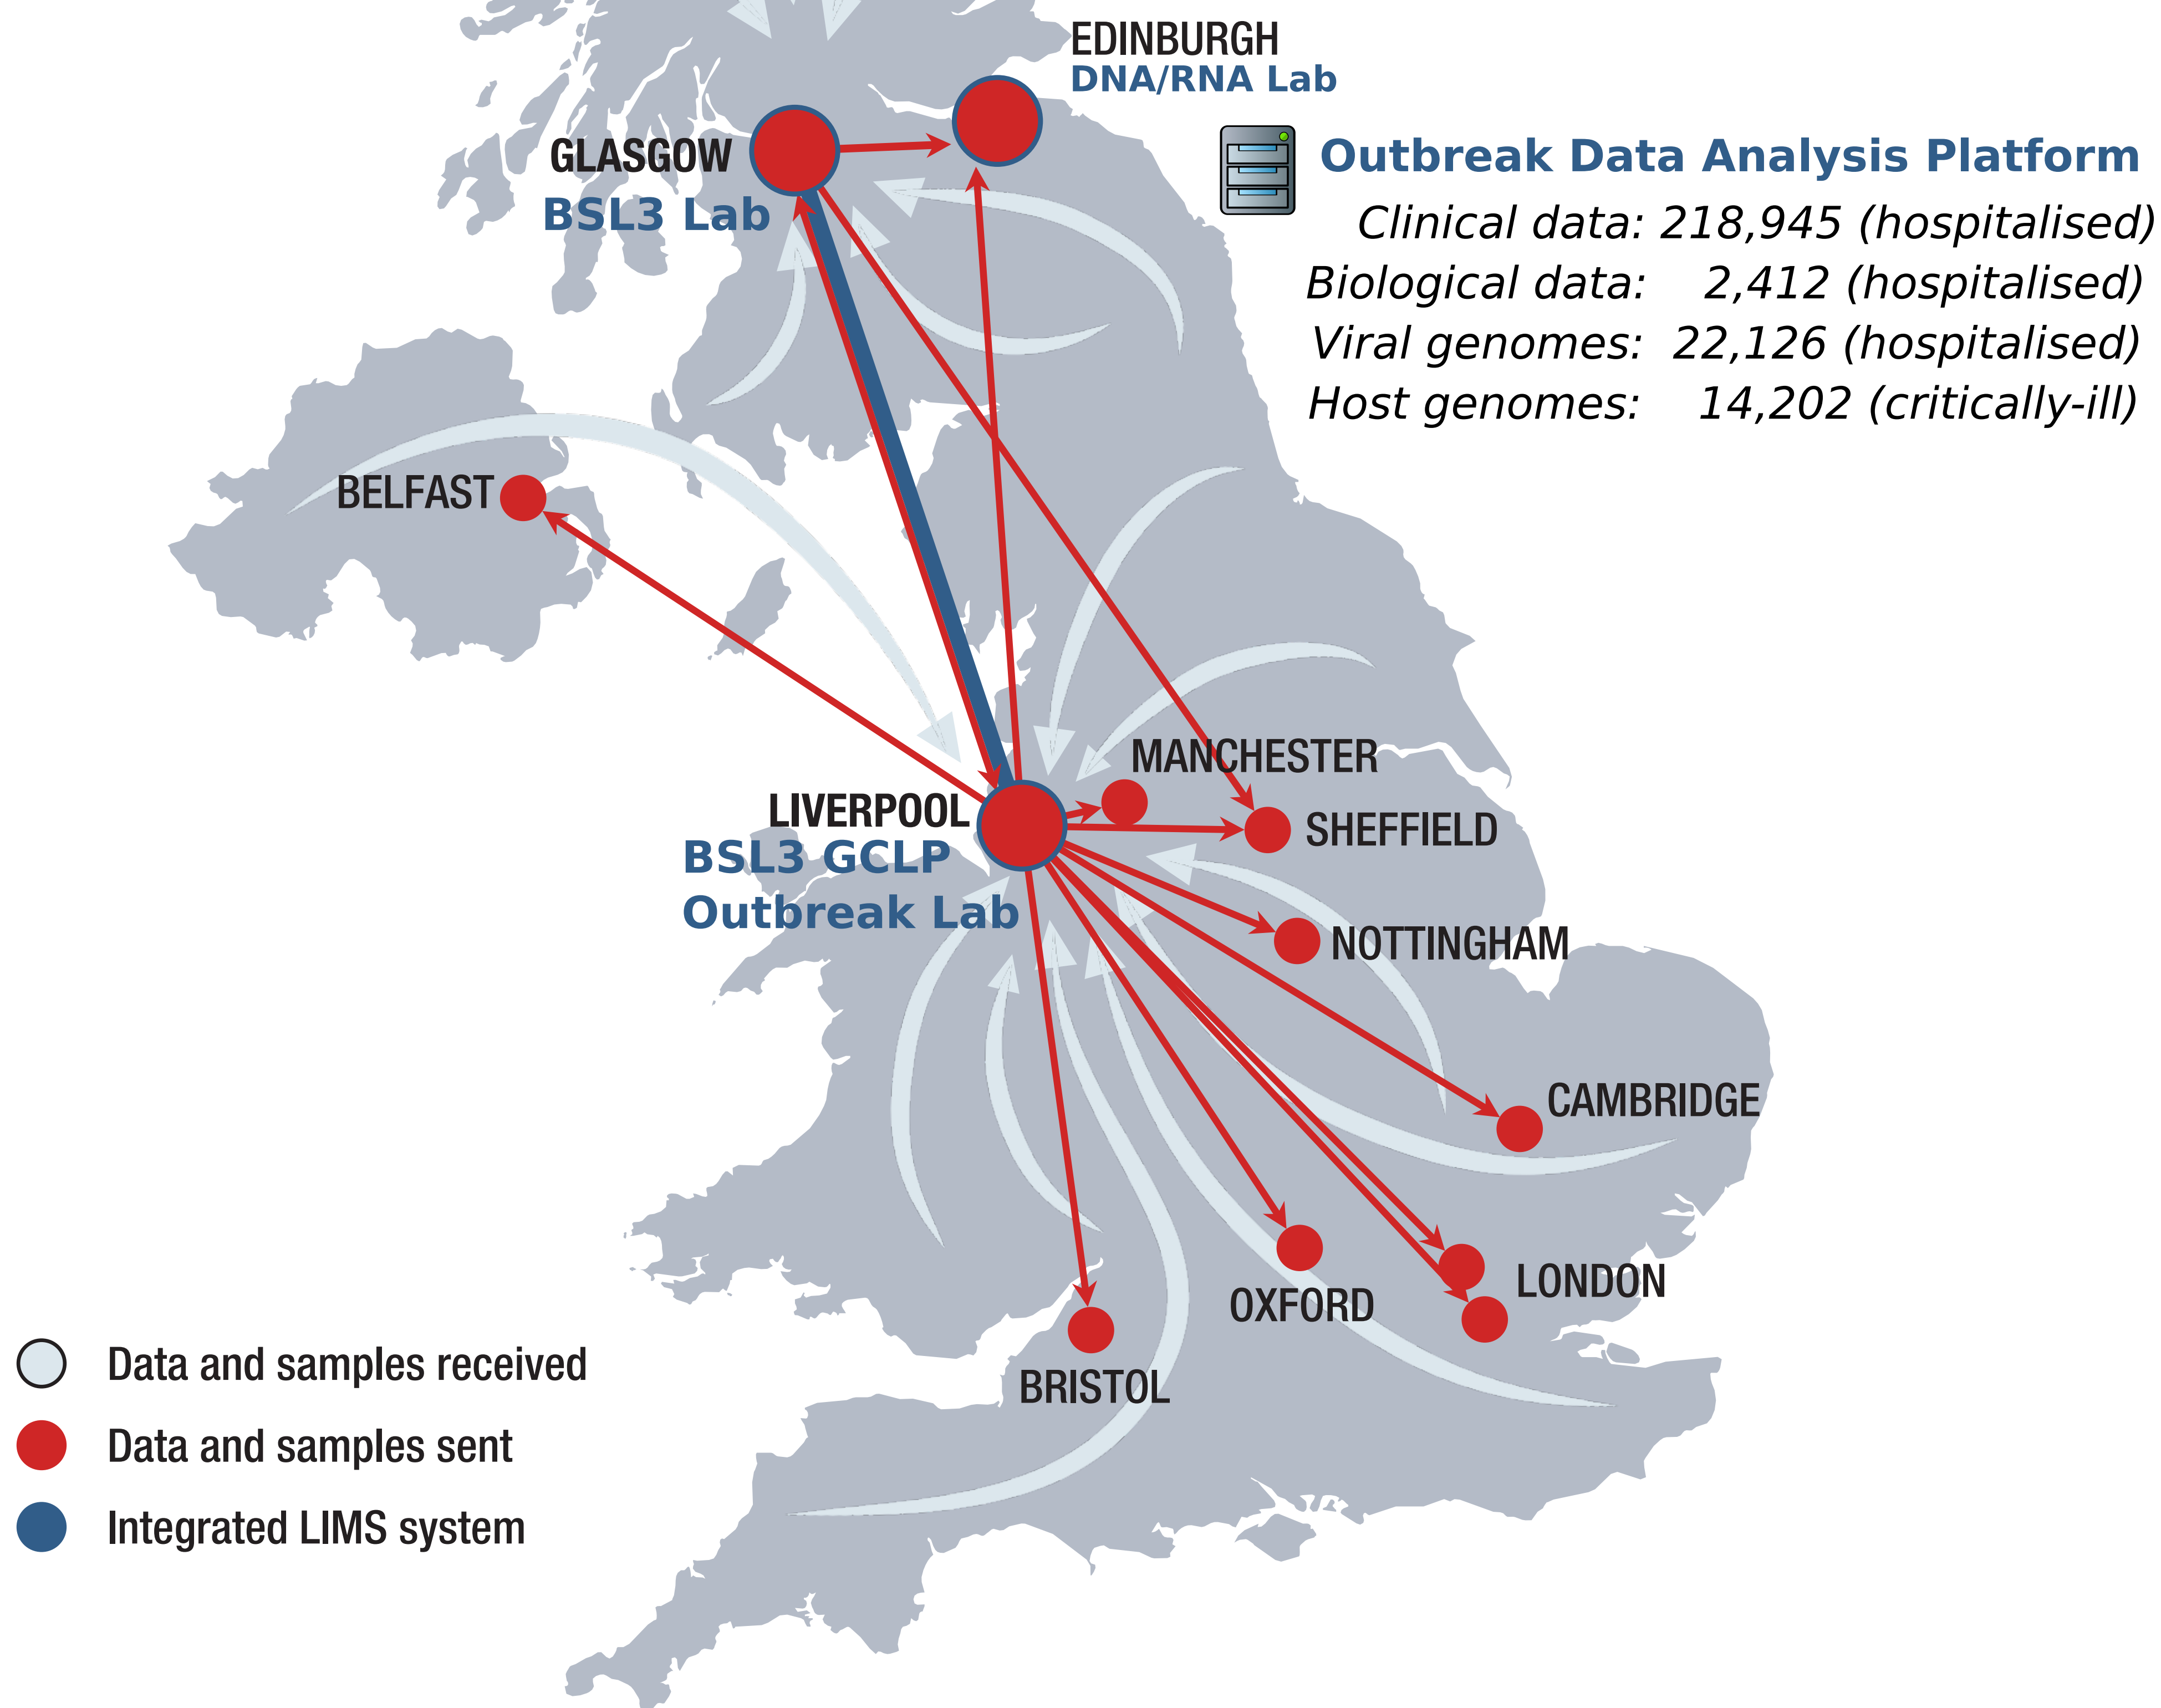 EDINBURGH
DNA/RNA Lab
GLASGOW
BSL3 Lab
Outbreak Data Analysis Platform
Clinical data: 218,945 (hospitalised)
Biological data: 2,412 (hospitalised)
Viral genomes: 22,126 (hospitalised)
Host genomes: 14,202 (critically-ill)
BELFAST
MANCHESTER
LIVERPOOL
SHEFFIELD
BSL3 GCLP
Outbreak Lab
NOTTINGHAM
CAMBRIDGE
LONDON
OXFORD
BRISTOL
Data and samples received
Data and samples sent
Integrated LIMS system